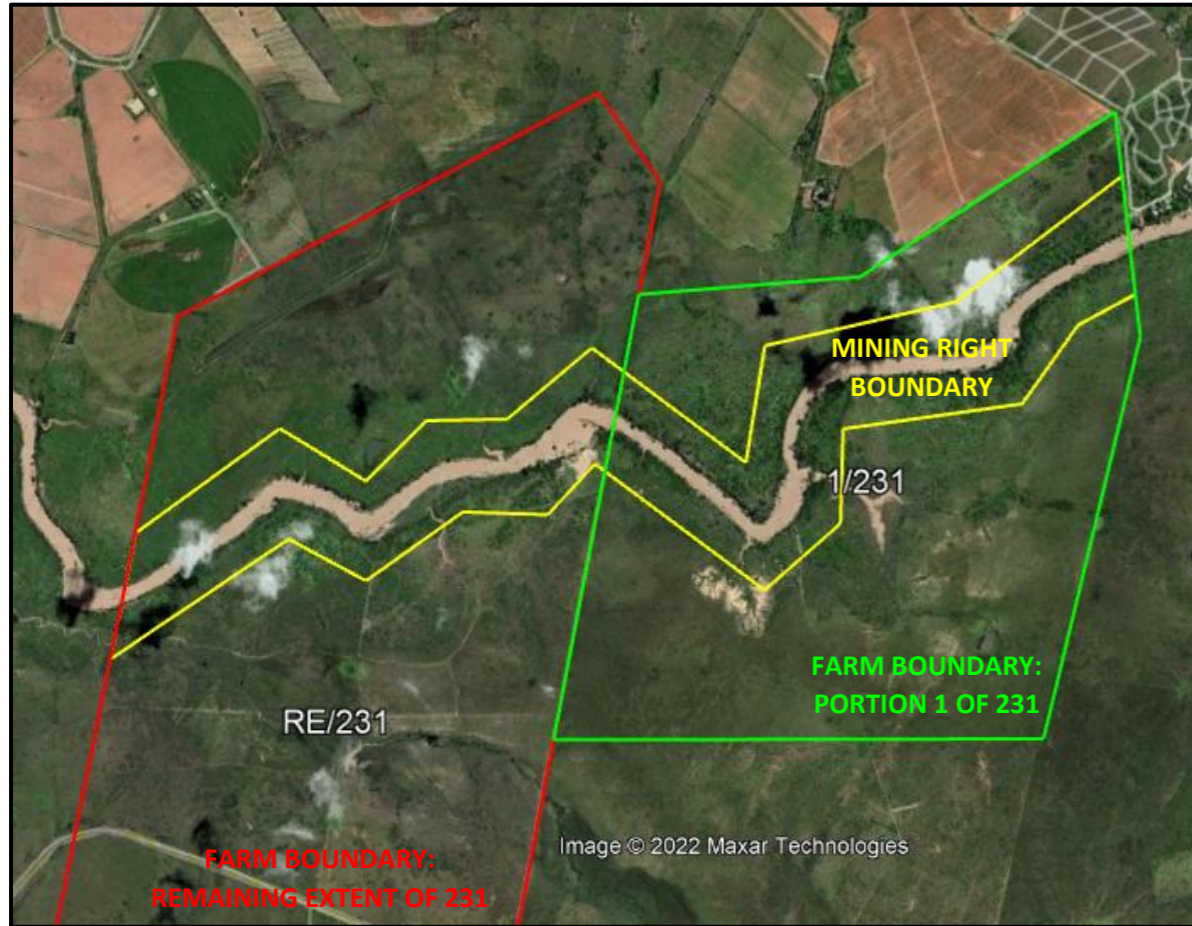 MINING RIGHT
BOUNDARY
1/231
FARM BOUNDARY:
PORTION 1 OF 231
RE/231
Image © 2022 Maxar Technologies
FARM BOUNDARY:
REMAINING EXTENT OF 231